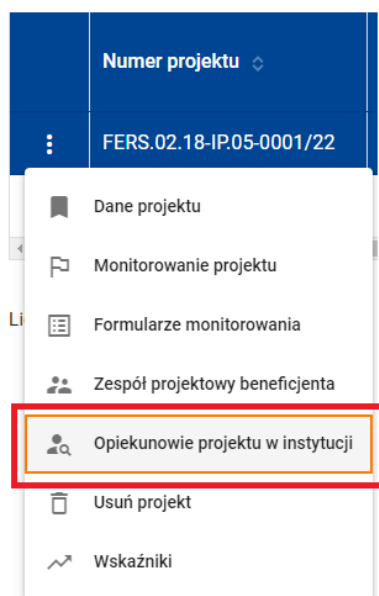 Numer projektu
FERS.02.18-IP.05-0001/22
Dane projektu
Monitorowanie projektu
Li
Formularze monitorowania
Zespół projektowy beneficjenta
Opiekunowie projektu w instytucji
Usuń projekt
Wskaźniki